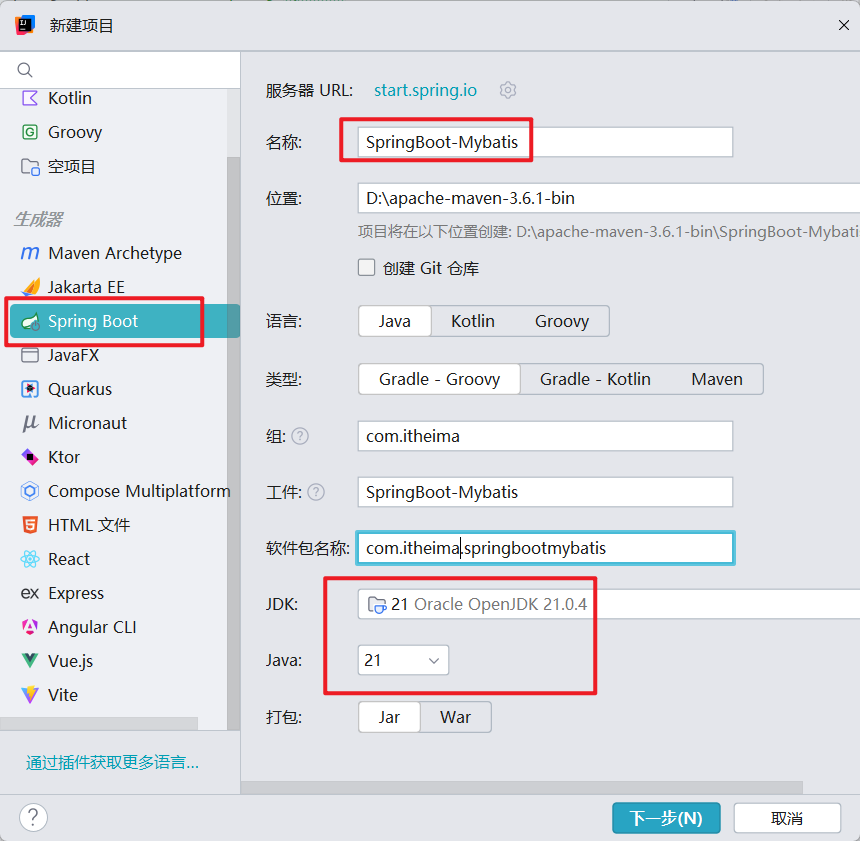 新建项目
Kotlin
Groovy
空项目
生成器
Maven Archetype
Jakarta EE
Spring Boot
JavaFX
Quarkus
Micronaut
Ktor
Compose Multiplatform
HTML 文件
React
ex Express
Angular CLI
Vue.js
Vite
通过插件获取更多语言...
服务器 URL: start.spring.io
名称: SpringBoot-Mybatis
位置: D:\apache-maven-3.6.1-bin
项目将在以下位置创建: D:\apache-maven-3.6.1-bin\SpringBoot-Mybati
创建 Git 仓库
语言: Java Kotlin Groovy
类型: Gradle - Groovy Gradle - Kotlin Maven
组: ? com.itheima
工件: ? SpringBoot-Mybatis
软件包名称: com.itheima.springbootmybatis
JDK: 21 Oracle OpenJDK 21.0.4
Java: 21
打包: Jar War
? 下一步(N) 取消